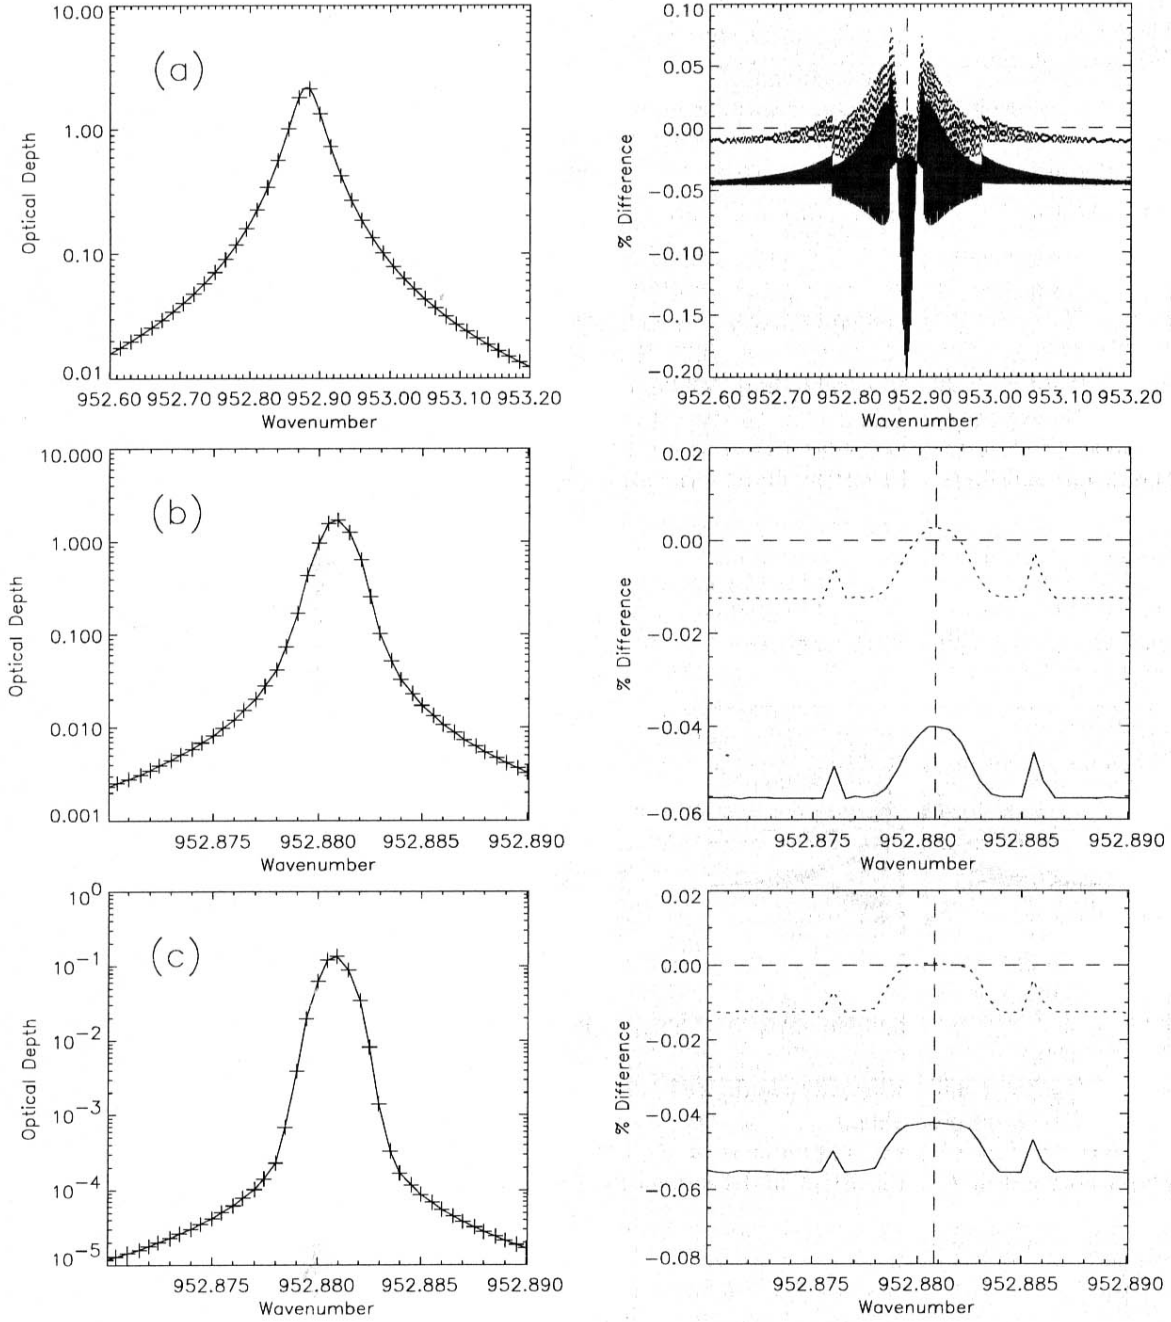 10.00
1.00
0.10
0.01
Optical Depth
(a)
952.60 952.70 952.80 952.90 953.00 953.10 953.20
Wavenumber
0.10
0.05
0.00
−0.05
−0.10
−0.15
−0.20
% Difference
952.60 952.70 952.80 952.90 953.00 953.10 953.20
Wavenumber
10.000
1.000
0.100
0.010
0.001
Optical Depth
(b)
952.875 952.880 952.885 952.890
Wavenumber
0.02
0.00
−0.02
−0.04
−0.06
% Difference
952.875 952.880 952.885 952.890
Wavenumber
10⁰
10⁻¹
10⁻²
10⁻³
10⁻⁴
10⁻⁵
Optical Depth
(c)
952.875 952.880 952.885 952.890
Wavenumber
0.02
0.00
−0.02
−0.04
−0.06
−0.08
% Difference
952.875 952.880 952.885 952.890
Wavenumber